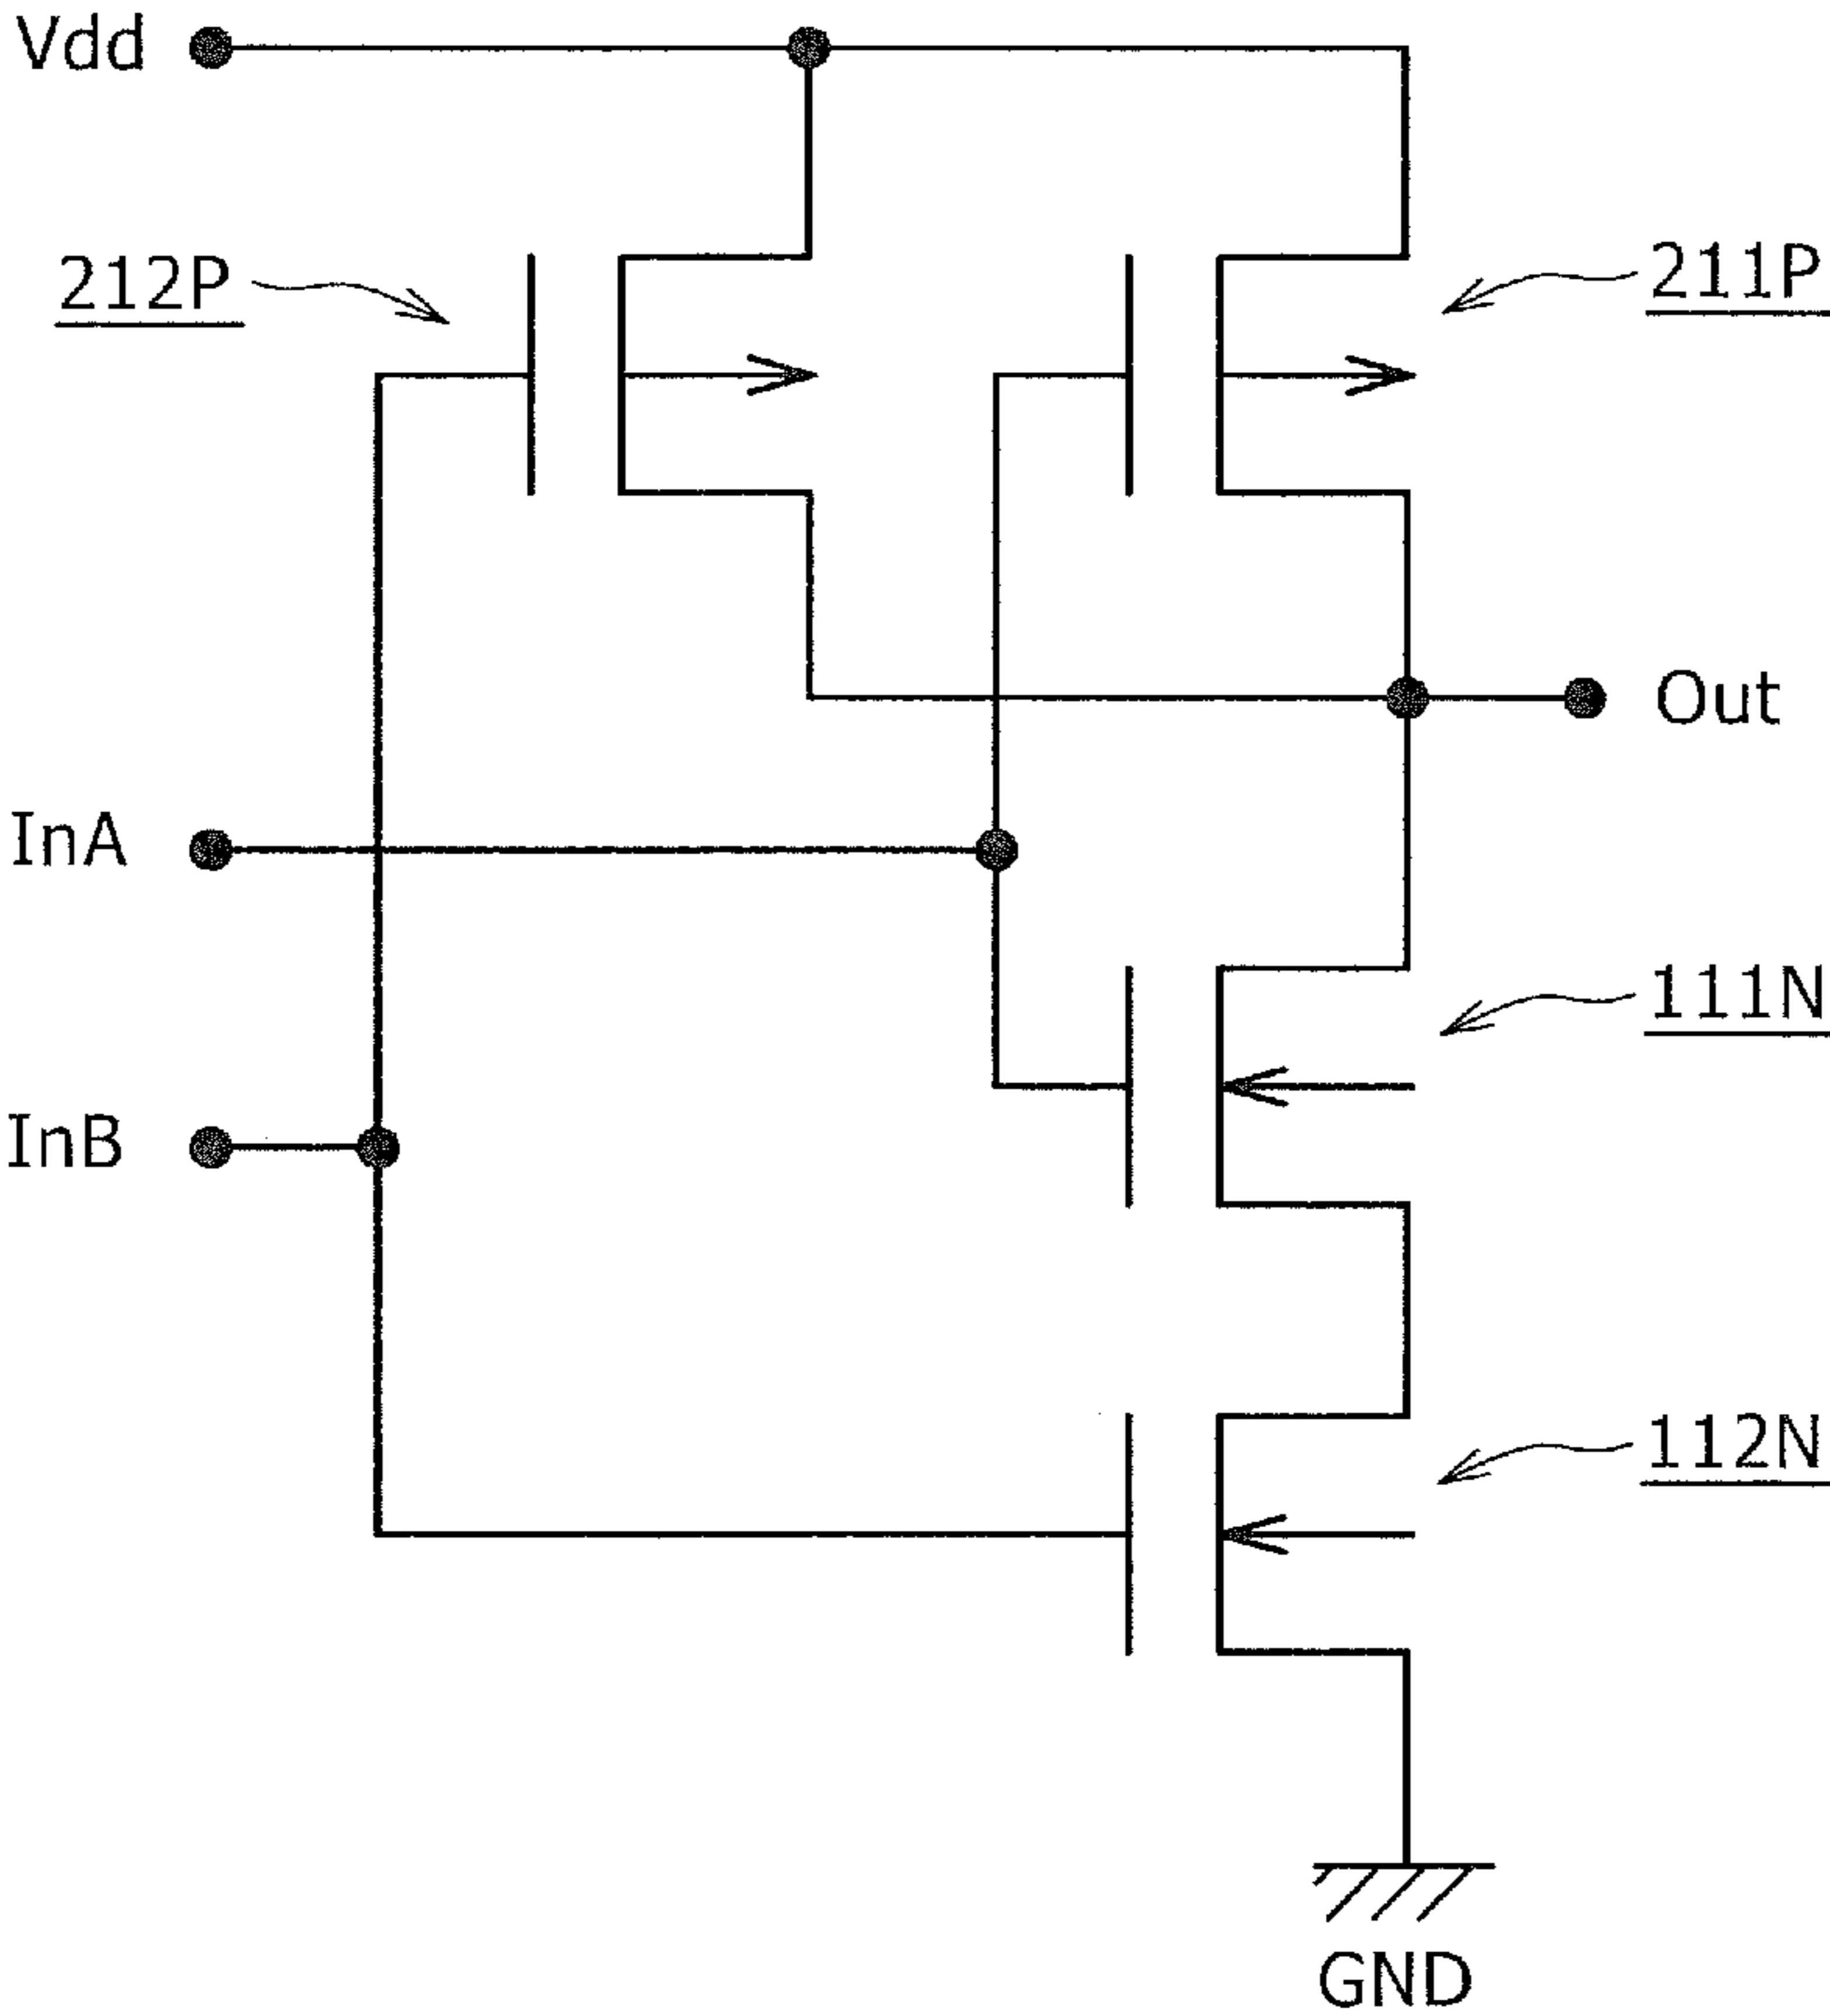 Vdd
212P
211P
Out
InA
111N
InB
112N
GND